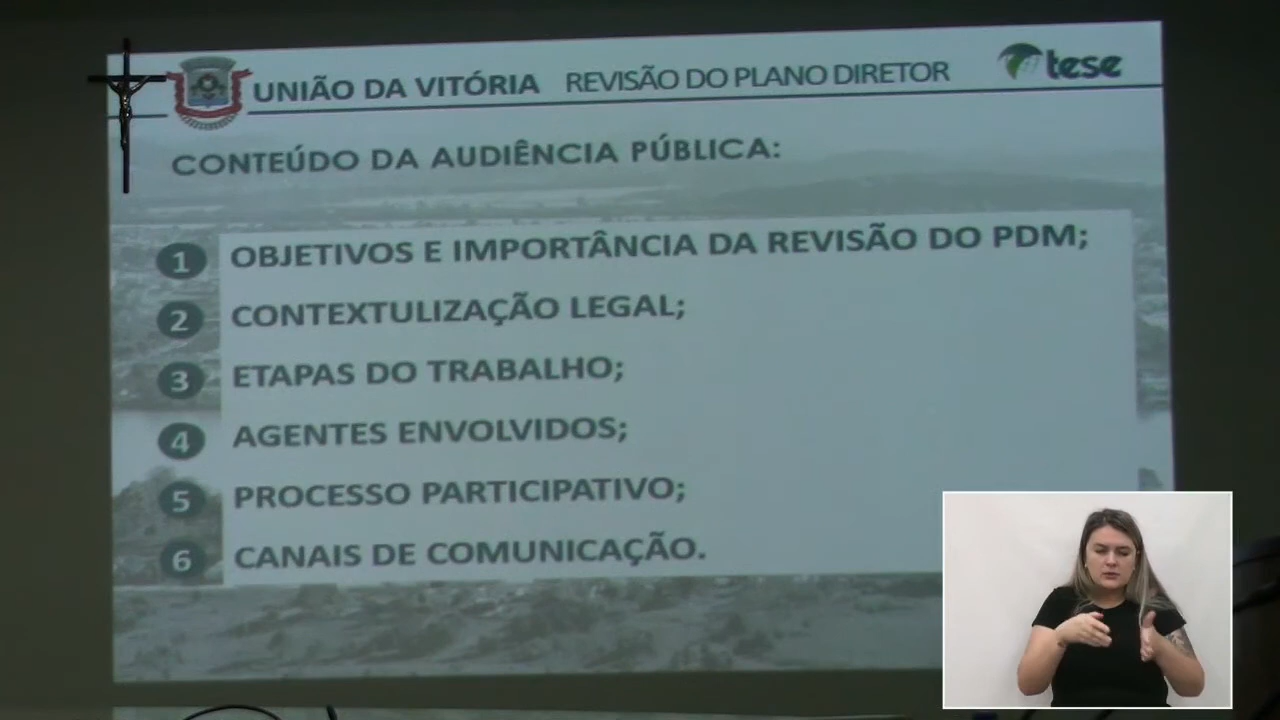 UNIÃO DA VITÓRIA REVISÃO DO PLANO DIRETOR
tese
CONTEÚDO DA AUDIÊNCIA PÚBLICA:
1 OBJETIVOS E IMPORTÂNCIA DA REVISÃO DO PDM;
2 CONTEXTULIZAÇÃO LEGAL;
3 ETAPAS DO TRABALHO;
4 AGENTES ENVOLVIDOS;
5 PROCESSO PARTICIPATIVO;
6 CANAIS DE COMUNICAÇÃO.